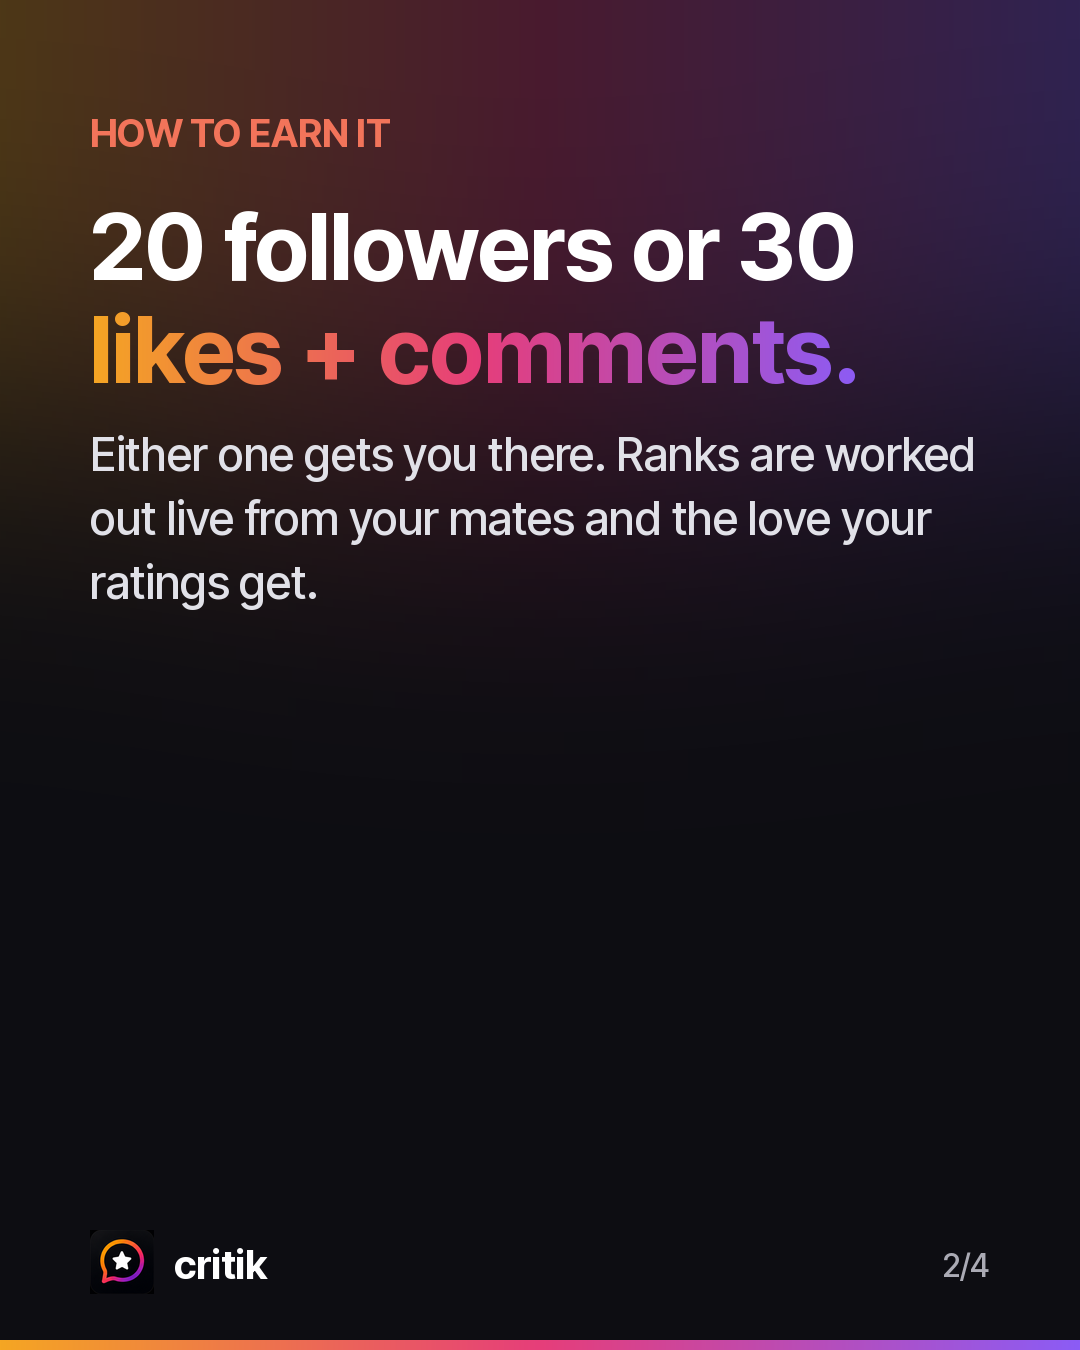 HOW TO EARN IT
20 followers or 30
likes + comments.
Either one gets you there. Ranks are worked
out live from your mates and the love your
ratings get.
critik
2/4